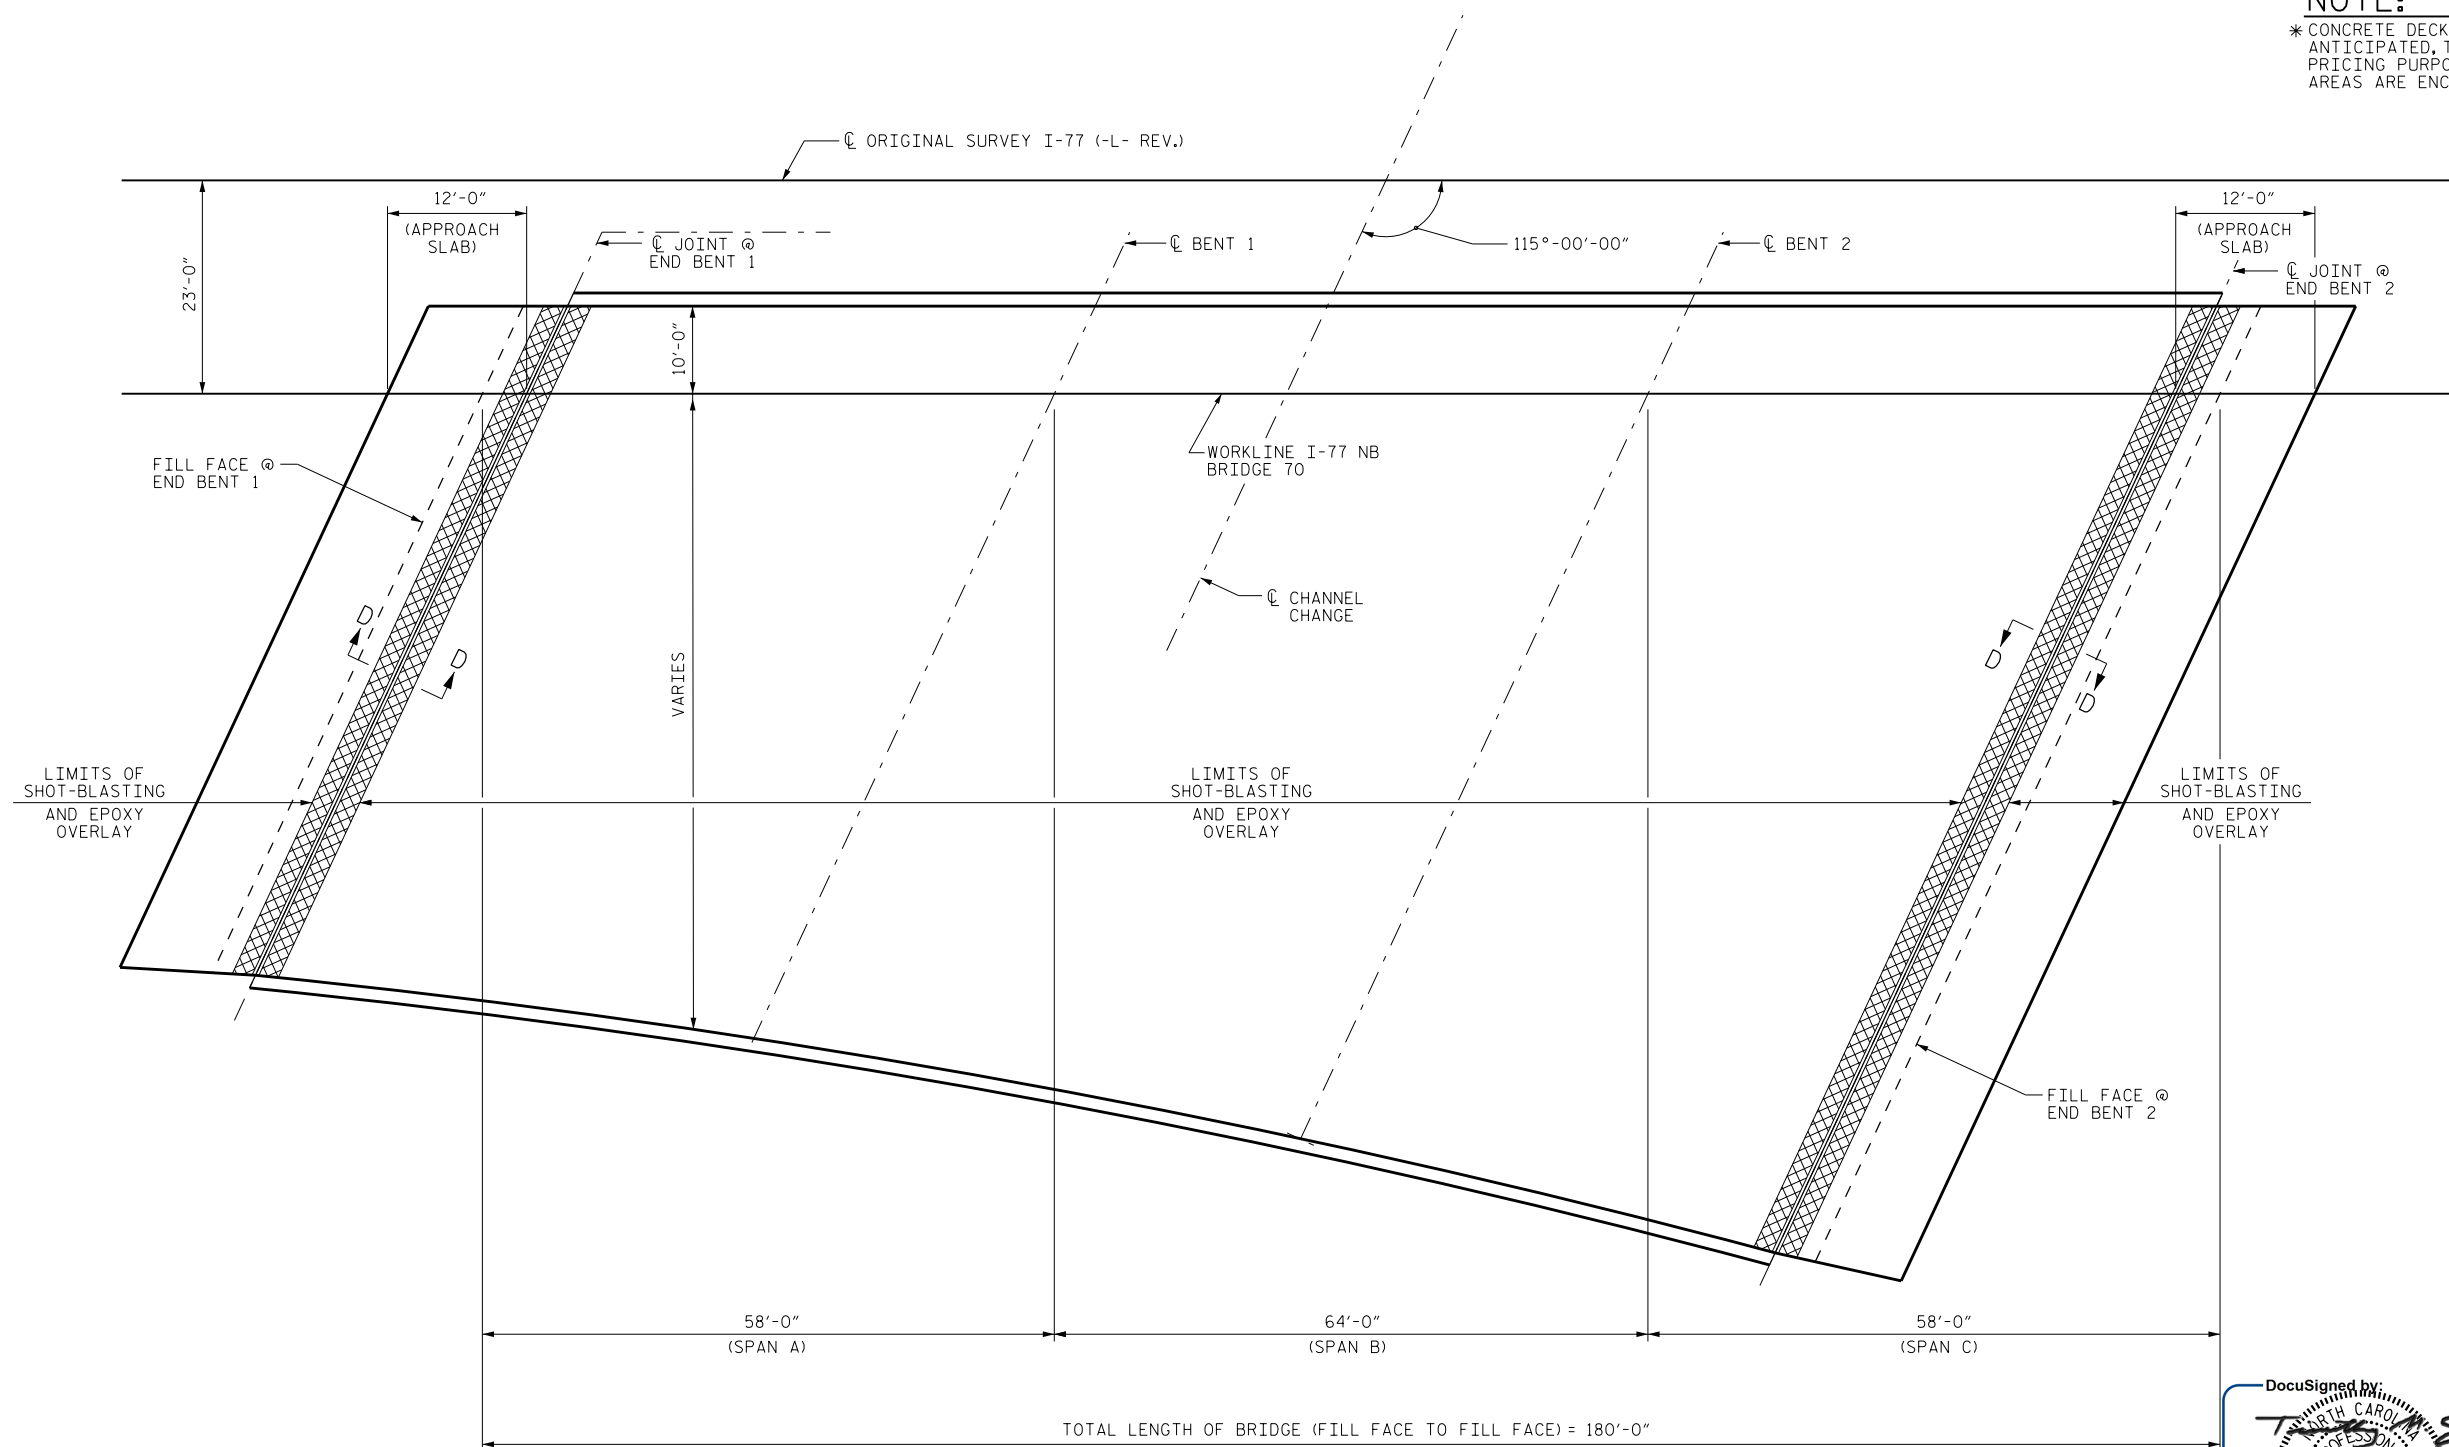 NOTE:
* CONCRETE DECK
ANTICIPATED, T
PRICING PURPO
AREAS ARE ENC
℄ ORIGINAL SURVEY I-77 (-L- REV.)
12'-0"
(APPROACH
SLAB)
12'-0"
(APPROACH
SLAB)
23'-0"
℄ JOINT @
END BENT 1
℄ BENT 1
115°-00'-00"
℄ BENT 2
℄ JOINT @
END BENT 2
10'-0"
WORKLINE I-77 NB
BRIDGE 70
FILL FACE @
END BENT 1
℄ CHANNEL
CHANGE
D
D
D
D
VARIES
LIMITS OF
SHOT-BLASTING
AND EPOXY
OVERLAY
LIMITS OF
SHOT-BLASTING
AND EPOXY
OVERLAY
LIMITS OF
SHOT-BLASTING
AND EPOXY
OVERLAY
FILL FACE @
END BENT 2
58'-0"
(SPAN A)
64'-0"
(SPAN B)
58'-0"
(SPAN C)
TOTAL LENGTH OF BRIDGE (FILL FACE TO FILL FACE) = 180'-0"
DocuSigned by:
NORTH CAROLINA